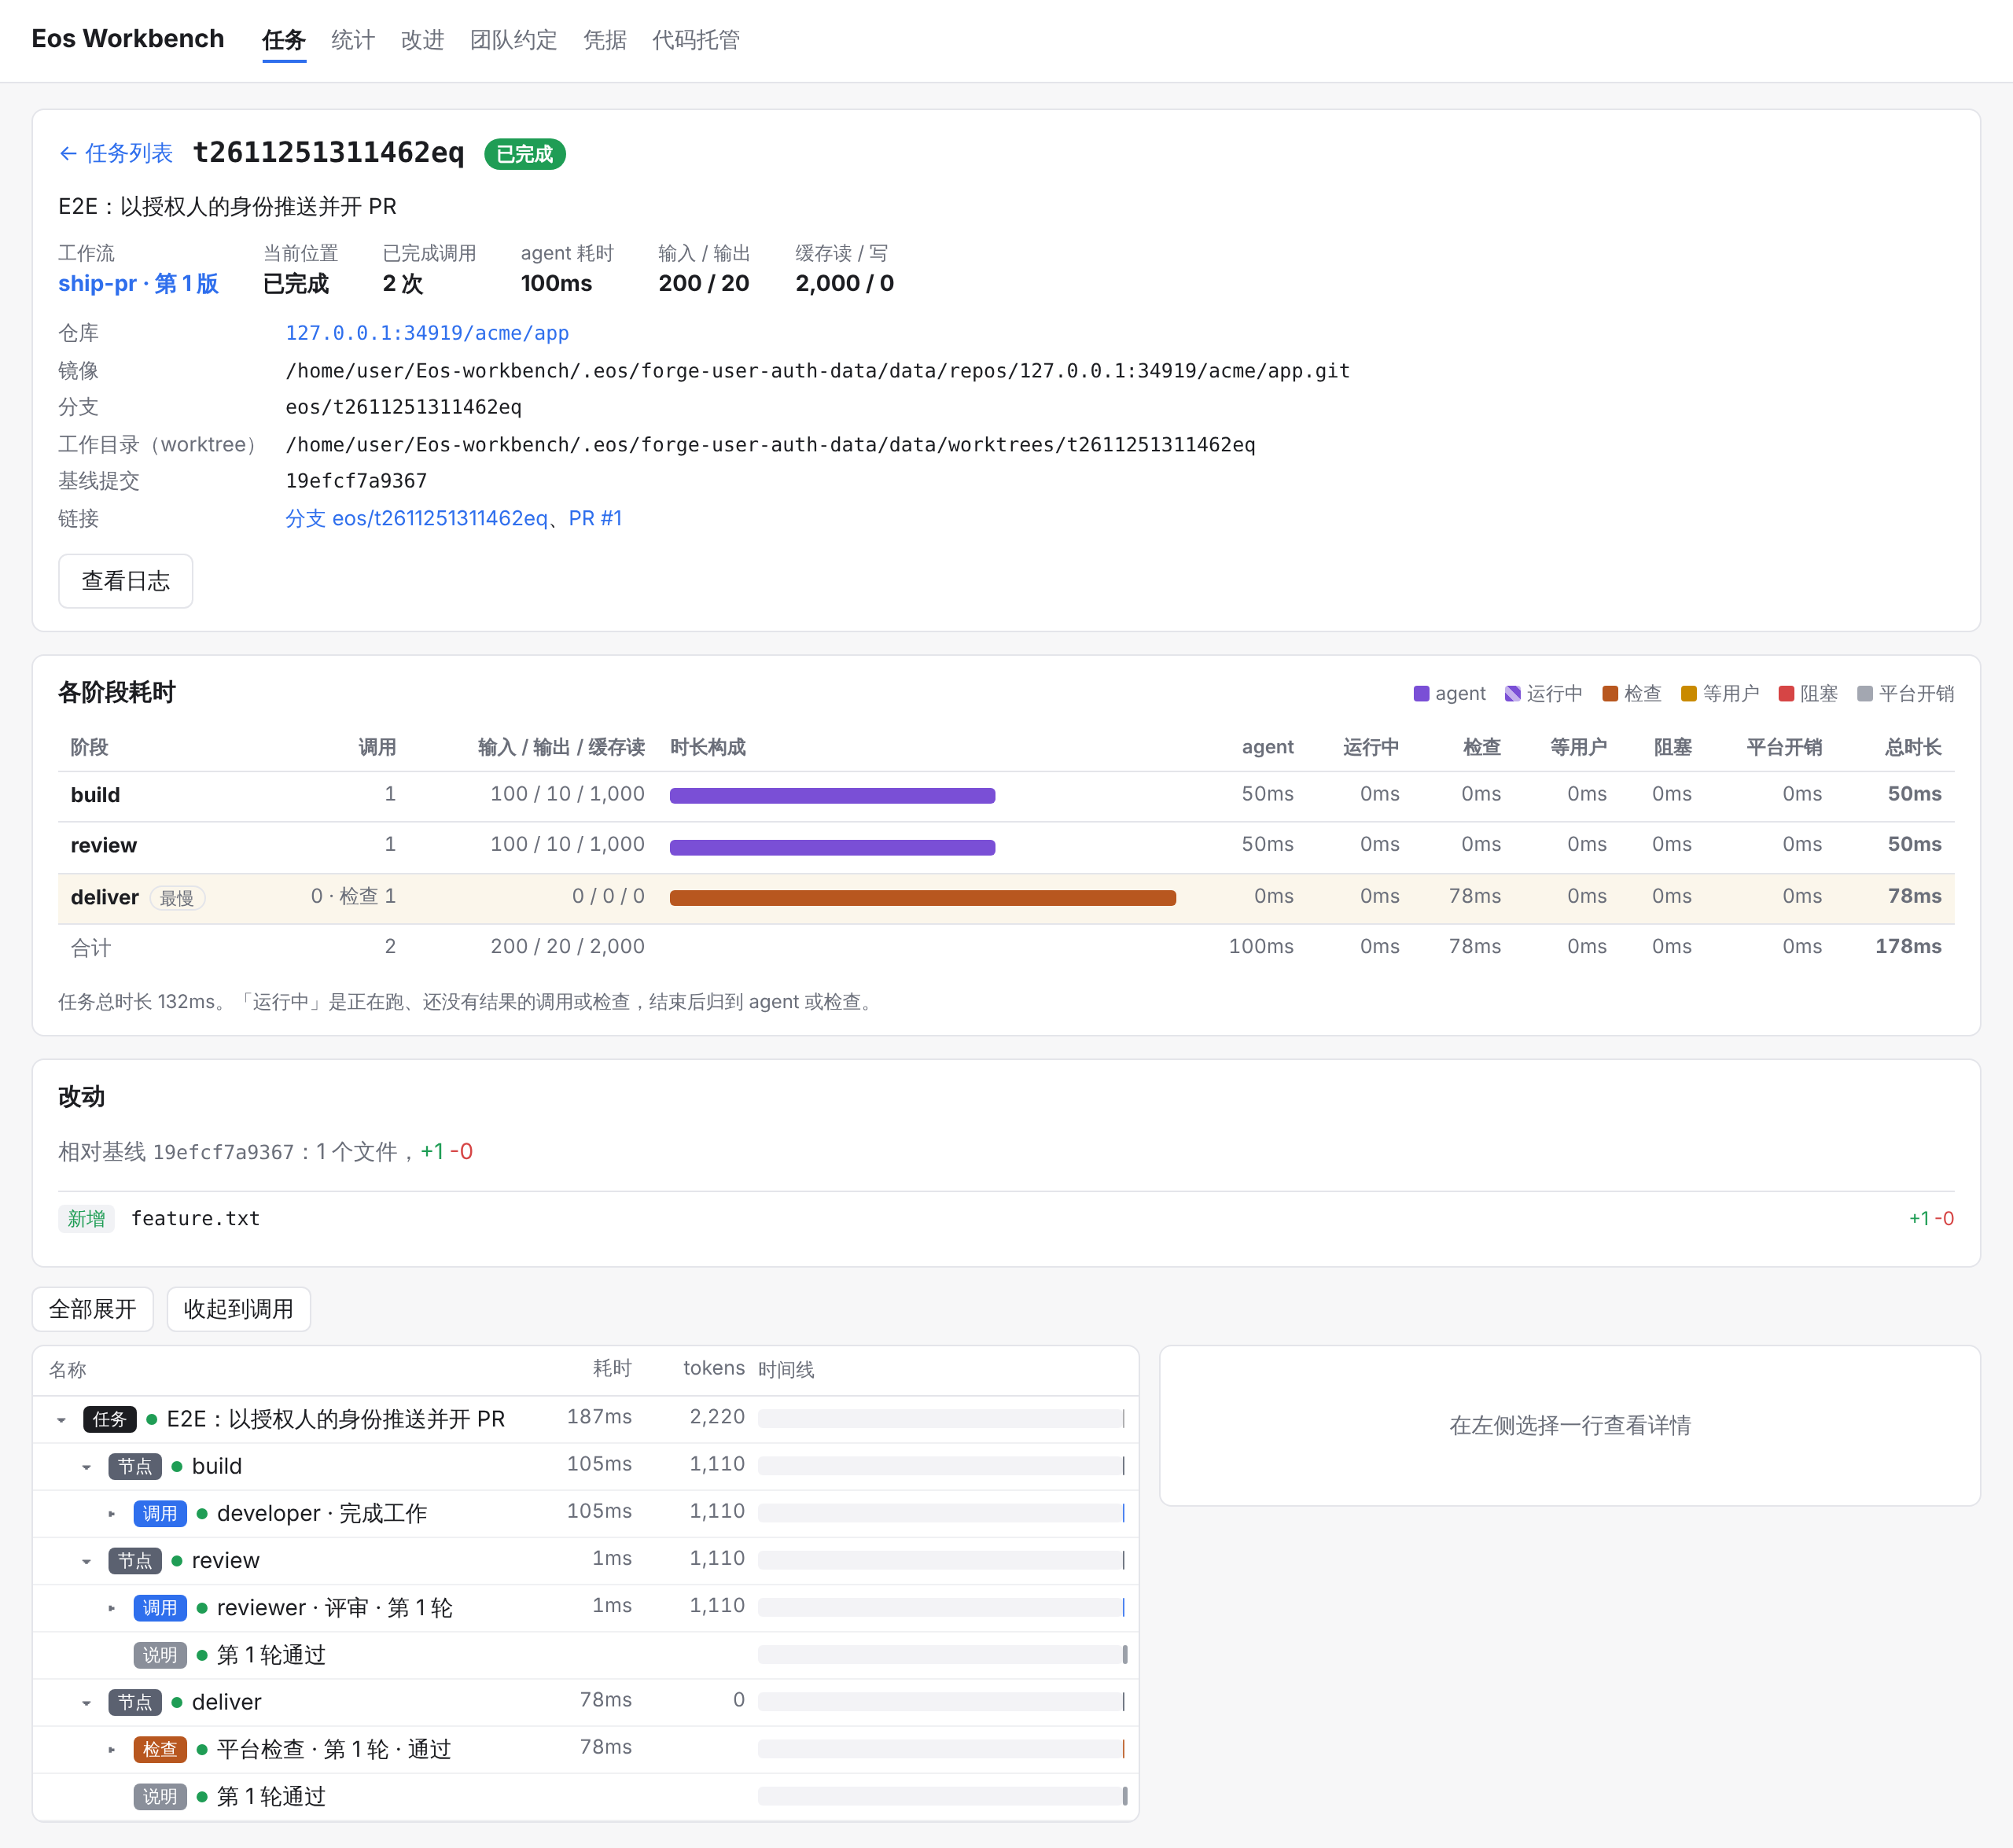 Eos Workbench 任务 统计 改进 团队约定 凭据 代码托管
← 任务列表 t2611251311462eq 已完成
E2E：以授权人的身份推送并开 PR
工作流 当前位置 已完成调用 agent 耗时 输入 / 输出 缓存读 / 写
ship-pr · 第 1 版 已完成 2 次 100ms 200 / 20 2,000 / 0
仓库 127.0.0.1:34919/acme/app
镜像 /home/user/Eos-workbench/.eos/forge-user-auth-data/data/repos/127.0.0.1:34919/acme/app.git
分支 eos/t2611251311462eq
工作目录（worktree） /home/user/Eos-workbench/.eos/forge-user-auth-data/data/worktrees/t2611251311462eq
基线提交 19efcf7a9367
链接 分支 eos/t2611251311462eq、PR #1
查看日志
各阶段耗时 agent 运行中 检查 等用户 阻塞 平台开销
阶段 调用 输入 / 输出 / 缓存读 时长构成 agent 运行中 检查 等用户 阻塞 平台开销 总时长
build 1 100 / 10 / 1,000 50ms 0ms 0ms 0ms 0ms 0ms 50ms
review 1 100 / 10 / 1,000 50ms 0ms 0ms 0ms 0ms 0ms 50ms
deliver 最慢 0 · 检查 1 0 / 0 / 0 0ms 0ms 78ms 0ms 0ms 0ms 78ms
合计 2 200 / 20 / 2,000 100ms 0ms 78ms 0ms 0ms 0ms 178ms
任务总时长 132ms。「运行中」是正在跑、还没有结果的调用或检查，结束后归到 agent 或检查。
改动
相对基线 19efcf7a9367：1 个文件，+1 -0
新增 feature.txt +1 -0
全部展开 收起到调用
名称 耗时 tokens 时间线
任务 E2E：以授权人的身份推送并开 PR 187ms 2,220
在左侧选择一行查看详情
节点 build 105ms 1,110
调用 developer · 完成工作 105ms 1,110
节点 review 1ms 1,110
调用 reviewer · 评审 · 第 1 轮 1ms 1,110
说明 第 1 轮通过
节点 deliver 78ms 0
检查 平台检查 · 第 1 轮 · 通过 78ms
说明 第 1 轮通过